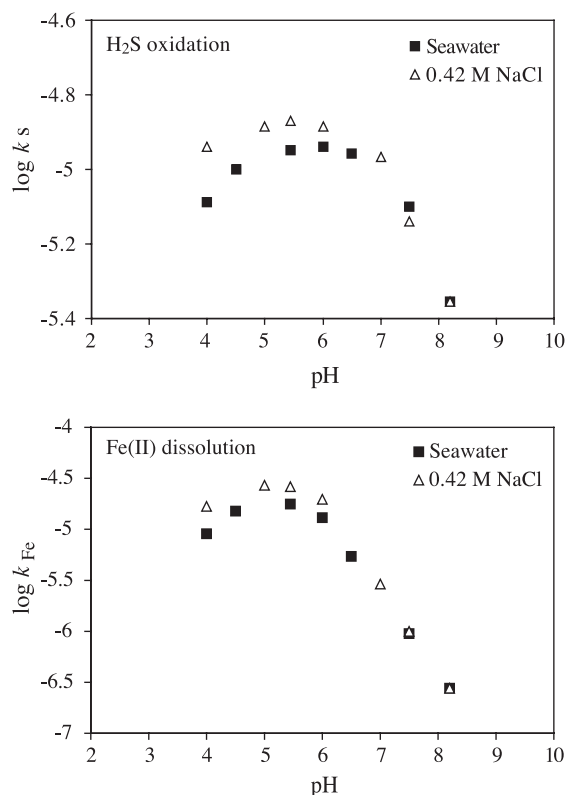 H₂S oxidation
Seawater
0.42 M NaCl
-4.6
-4.8
-5
-5.2
-5.4
log k s
2 3 4 5 6 7 8 9 10
pH
Fe(II) dissolution
Seawater
0.42 M NaCl
-4
-4.5
-5
-5.5
-6
-6.5
-7
log k Fe
2 3 4 5 6 7 8 9 10
pH